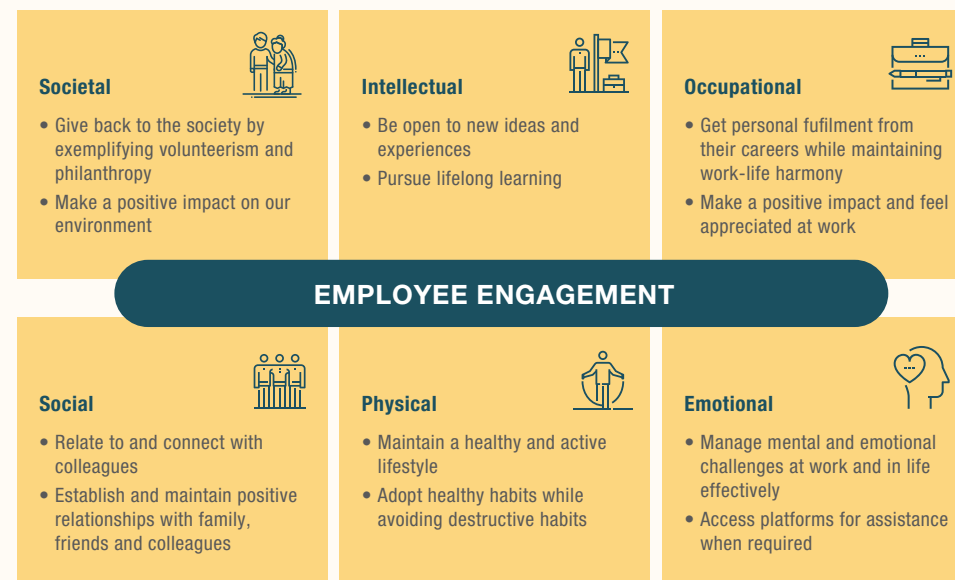 Societal
• Give back to the society by
exemplifying volunteerism and
philanthropy
• Make a positive impact on our
environment
Intellectual
• Be open to new ideas and
experiences
• Pursue lifelong learning
Occupational
• Get personal fufilment from
their careers while maintaining
work-life harmony
• Make a positive impact and feel
appreciated at work
EMPLOYEE ENGAGEMENT
Social
• Relate to and connect with
colleagues
• Establish and maintain positive
relationships with family,
friends and colleagues
Physical
• Maintain a healthy and active
lifestyle
• Adopt healthy habits while
avoiding destructive habits
Emotional
• Manage mental and emotional
challenges at work and in life
effectively
• Access platforms for assistance
when required